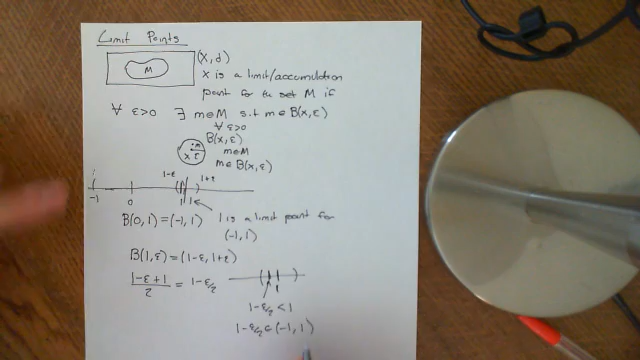 Limit Points
M (X, d)
x is a limit/accumulation
point for the set M if
∀ ε>0 ∃ m∈M s.t m∈B(x,ε)
∀ ε>0
B(x,ε)
m
x ε
m∈M
m∈B(x,ε)
1-ε 1+ε
-1 0 1
B(0,1)=(-1,1) 1 is a limit point for
(-1,1)
B(1,ε)=(1-ε, 1+ε)
(1-ε+1)/2 = 1-ε/2
1
1-ε/2 < 1
1-ε/2 ∈ (-1,1)